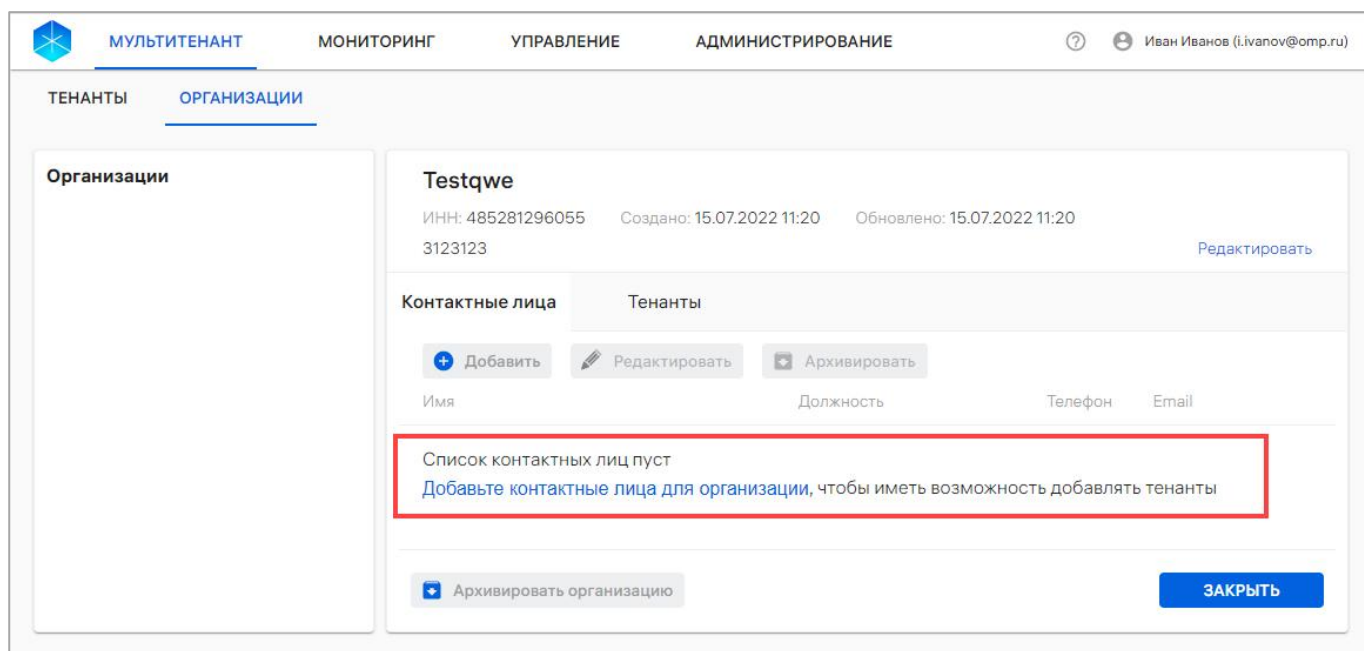 МУЛЬТИТЕНАНТ МОНИТОРИНГ УПРАВЛЕНИЕ АДМИНИСТРИРОВАНИЕ ? Иван Иванов (i.ivanov@omp.ru)
ТЕНАНТЫ ОРГАНИЗАЦИИ
Организации
Testqwe
ИНН: 485281296055 Создано: 15.07.2022 11:20 Обновлено: 15.07.2022 11:20
3123123 Редактировать
Контактные лица Тенанты
Добавить Редактировать Архивировать
Имя Должность Телефон Email
Список контактных лиц пуст
Добавьте контактные лица для организации, чтобы иметь возможность добавлять тенанты
Архивировать организацию ЗАКРЫТЬ